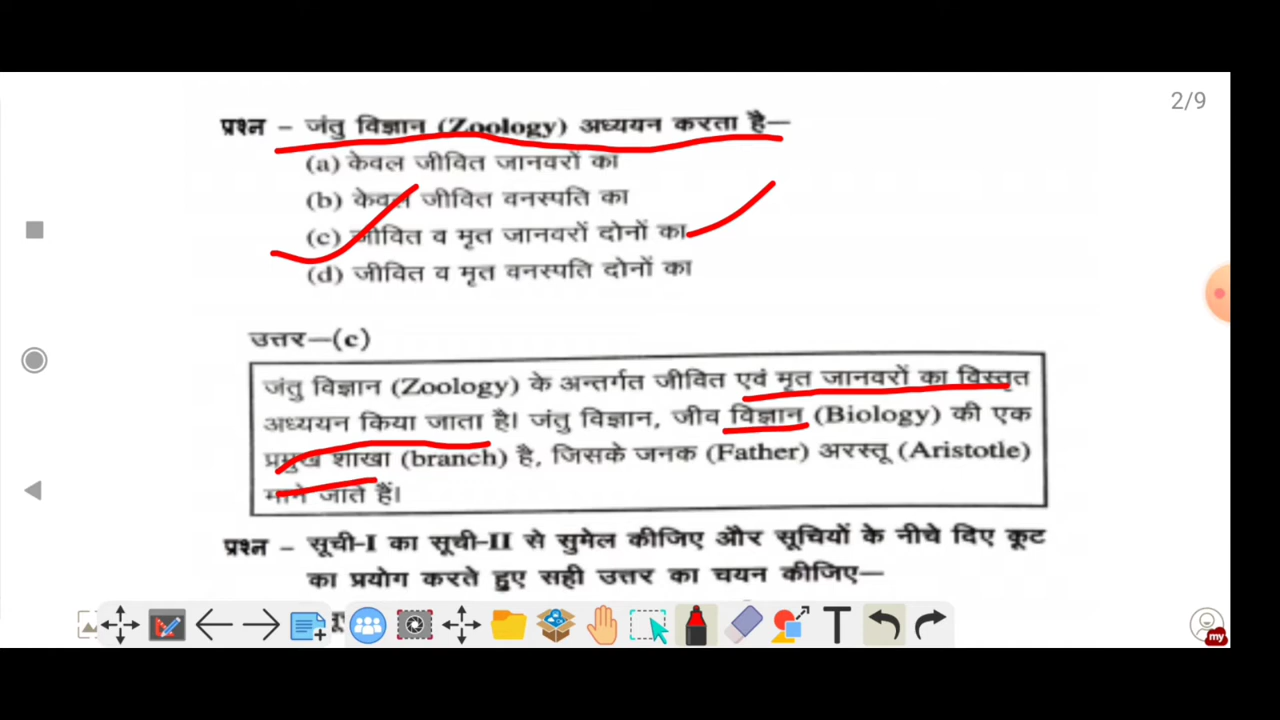 2/9
प्रश्न – जंतु विज्ञान (Zoology) अध्ययन करता है—
(a) केवल जीवित जानवरों का
(b) केवल जीवित वनस्पति का
(c) जीवित व मृत जानवरों दोनों का
(d) जीवित व मृत वनस्पति दोनों का
उत्तर—(c)
जंतु विज्ञान (Zoology) के अन्तर्गत जीवित एवं मृत जानवरों का विस्तृत
अध्ययन किया जाता है। जंतु विज्ञान, जीव विज्ञान (Biology) की एक
प्रमुख शाखा (branch) है, जिसके जनक (Father) अरस्तू (Aristotle)
माने जाते हैं।
प्रश्न – सूची-I का सूची-II से सुमेल कीजिए और सूचियों के नीचे दिए कूट
का प्रयोग करते हुए सही उत्तर का चयन कीजिए—
T
my